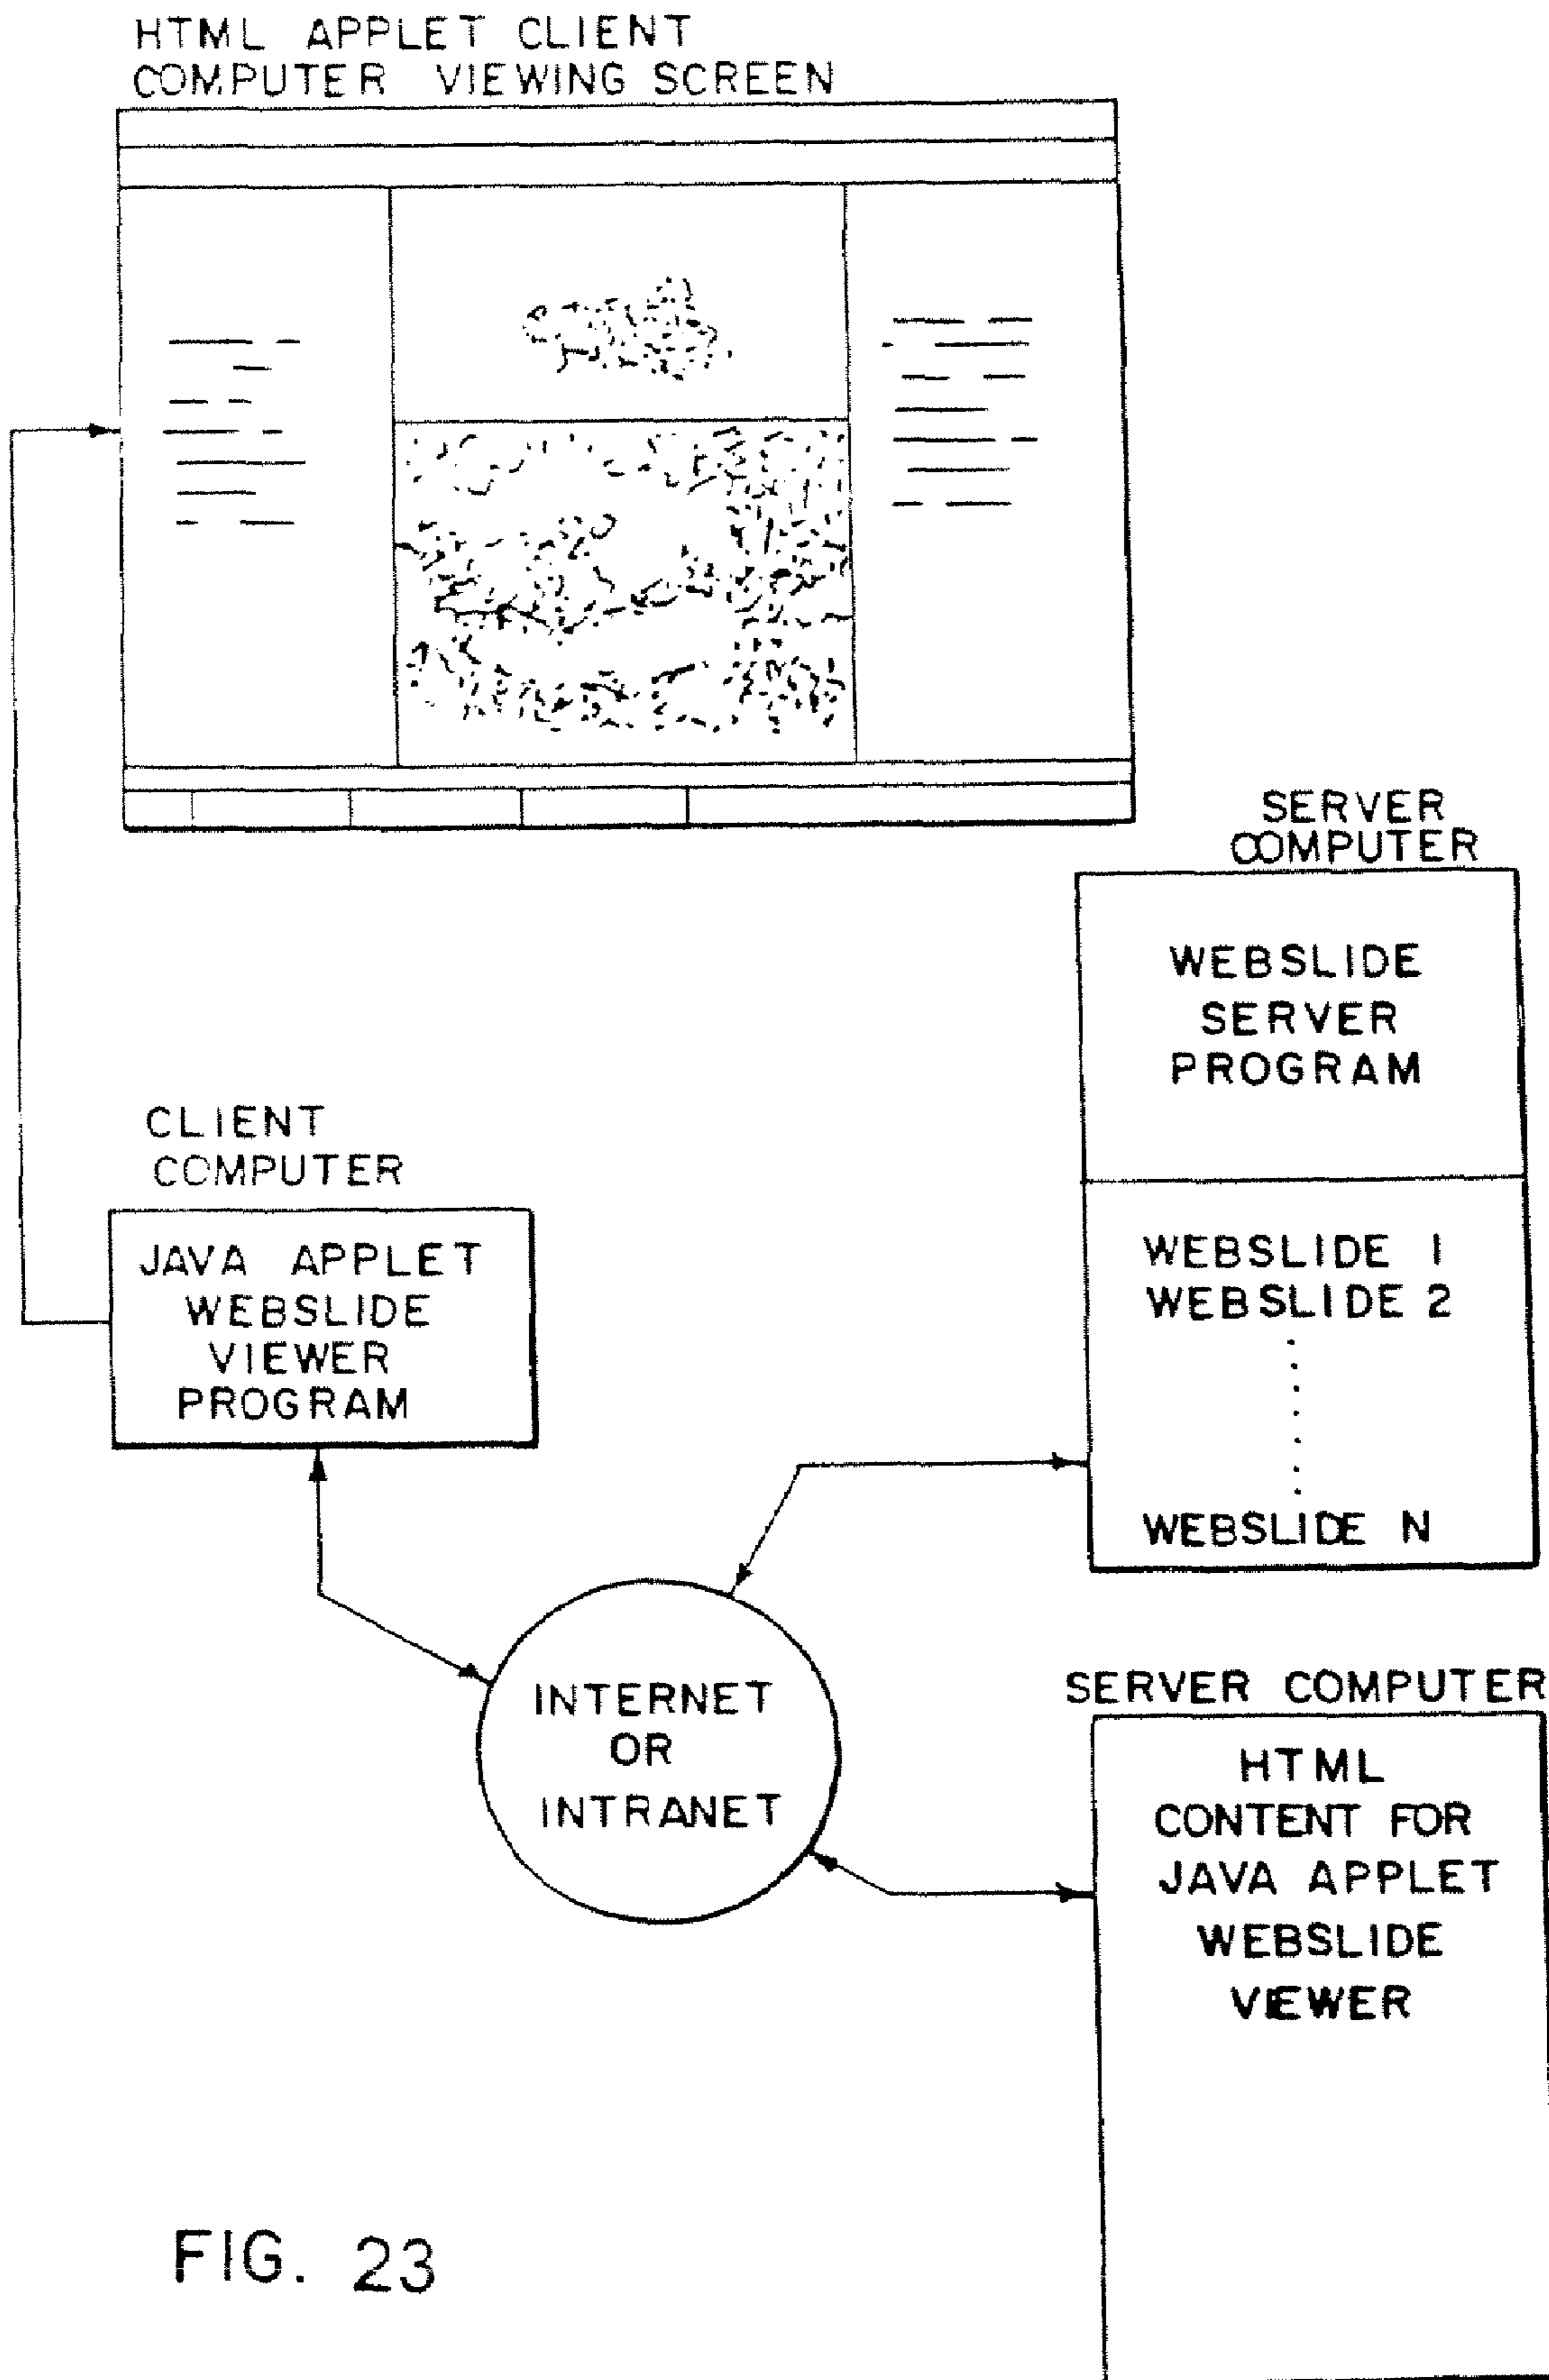 HTML APPLET CLIENT
COMPUTER VIEWING SCREEN
SERVER
COMPUTER
WEBSLIDE
SERVER
PROGRAM
WEBSLIDE 1
WEBSLIDE 2
WEBSLIDE N
CLIENT
COMPUTER
JAVA APPLET
WEBSLIDE
VIEWER
PROGRAM
INTERNET
OR
INTRANET
SERVER COMPUTER
HTML
CONTENT FOR
JAVA APPLET
WEBSLIDE
VIEWER
FIG. 23